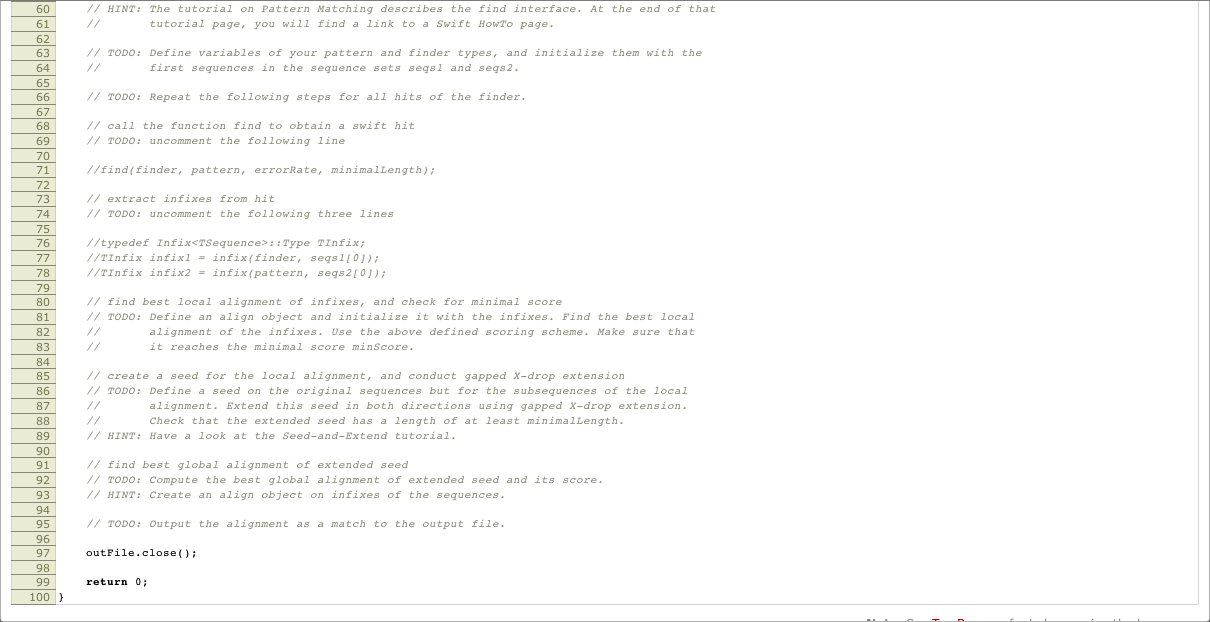 60 // HINT: The tutorial on Pattern Matching describes the find interface. At the end of that
61 //       tutorial page, you will find a link to a Swift HowTo page.
62
63 // TODO: Define variables of your pattern and finder types, and initialize them with the
64 //       first sequences in the sequence sets seqs1 and seqs2.
65
66 // TODO: Repeat the following steps for all hits of the finder.
67
68 // call the function find to obtain a swift hit
69 // TODO: uncomment the following line
70
71 //find(finder, pattern, errorRate, minimalLength);
72
73 // extract infixes from hit
74 // TODO: uncomment the following three lines
75
76 //typedef Infix<TSequence>::Type TInfix;
77 //TInfix infix1 = infix(finder, seqs1[0]);
78 //TInfix infix2 = infix(pattern, seqs2[0]);
79
80 // find best local alignment of infixes, and check for minimal score
81 // TODO: Define an align object and initialize it with the infixes. Find the best local
82 //       alignment of the infixes. Use the above defined scoring scheme. Make sure that
83 //       it reaches the minimal score minScore.
84
85 // create a seed for the local alignment, and conduct gapped X-drop extension
86 // TODO: Define a seed on the original sequences but for the subsequences of the local
87 //       alignment. Extend this seed in both directions using gapped X-drop extension.
88 //       Check that the extended seed has a length of at least minimalLength.
89 // HINT: Have a look at the Seed-and-Extend tutorial.
90
91 // find best global alignment of extended seed
92 // TODO: Compute the best global alignment of extended seed and its score.
93 // HINT: Create an align object on infixes of the sequences.
94
95 // TODO: Output the alignment as a match to the output file.
96
97 outFile.close();
98
99 return 0;
100 }